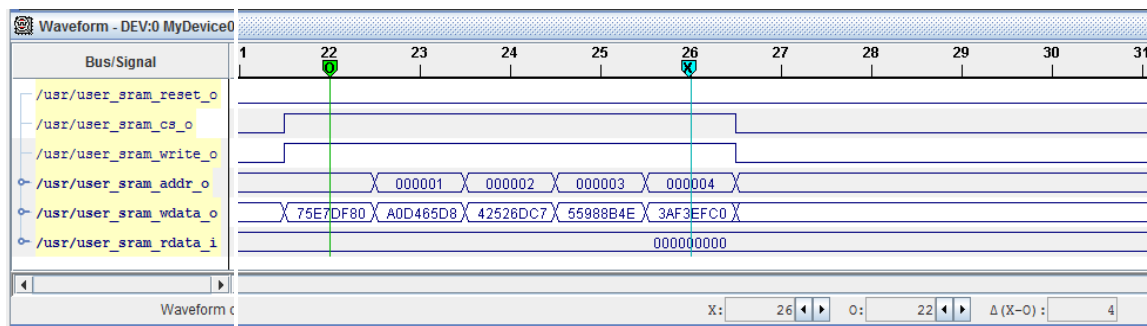 Waveform - DEV:0 MyDevice0
Bus/Signal
1 22 23 24 25 26 27 28 29 30 31
O X
/usr/user_sram_reset_o
/usr/user_sram_cs_o
/usr/user_sram_write_o
/usr/user_sram_addr_o 000001 000002 000003 000004
/usr/user_sram_wdata_o 75E7DF80 A0D465D8 42526DC7 55988B4E 3AF3EFC0
/usr/user_sram_rdata_i 000000000
Waveform c X: 26 O: 22 Δ(X-O): 4